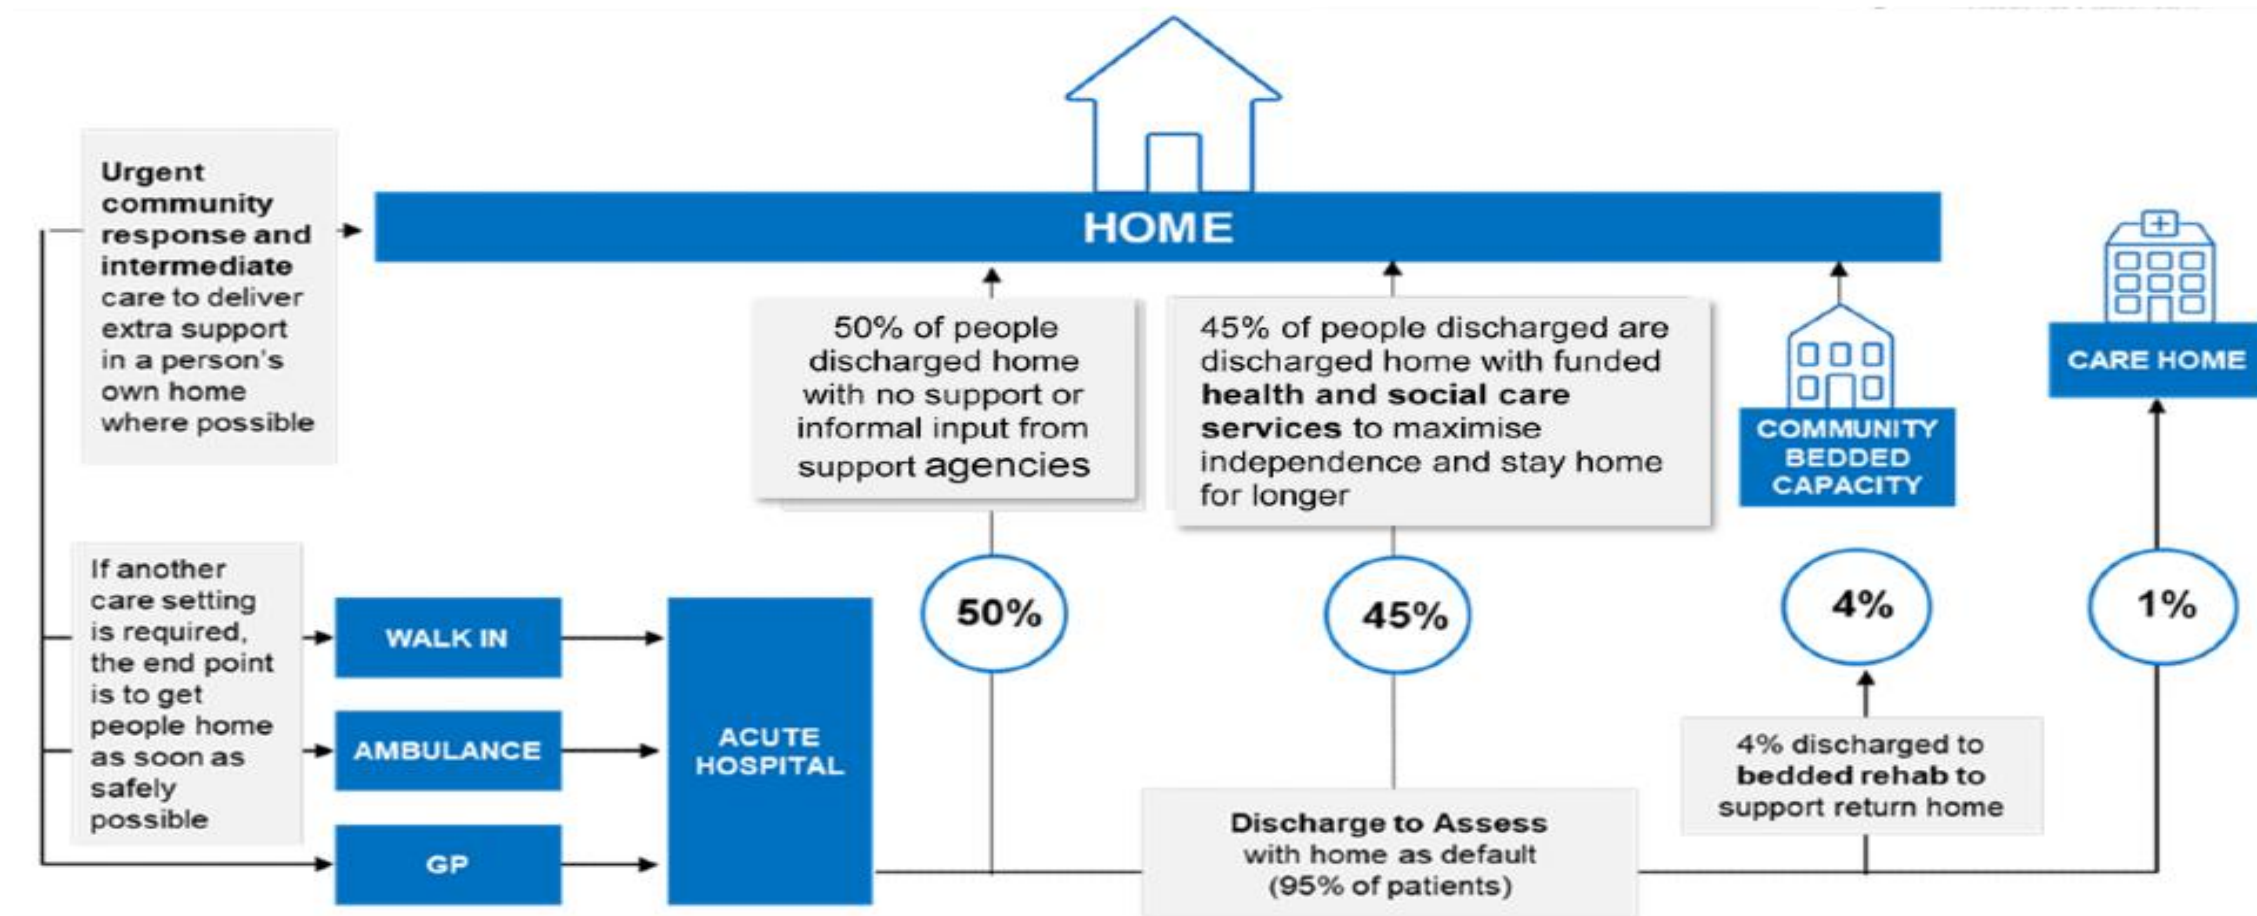 HOME
Urgent
community
response and
intermediate
care to deliver
extra support
in a person's
own home
where possible
50% of people
discharged home
with no support or
informal input from
support agencies
45% of people discharged are
discharged home with funded
health and social care
services to maximise
independence and stay home
for longer
COMMUNITY
BEDDED
CAPACITY
CARE HOME
If another
care setting
is required,
the end point
is to get
people home
as soon as
safely
possible
WALK IN
AMBULANCE
GP
ACUTE
HOSPITAL
50%
45%
4%
1%
Discharge to Assess
with home as default
(95% of patients)
4% discharged to
bedded rehab to
support return home